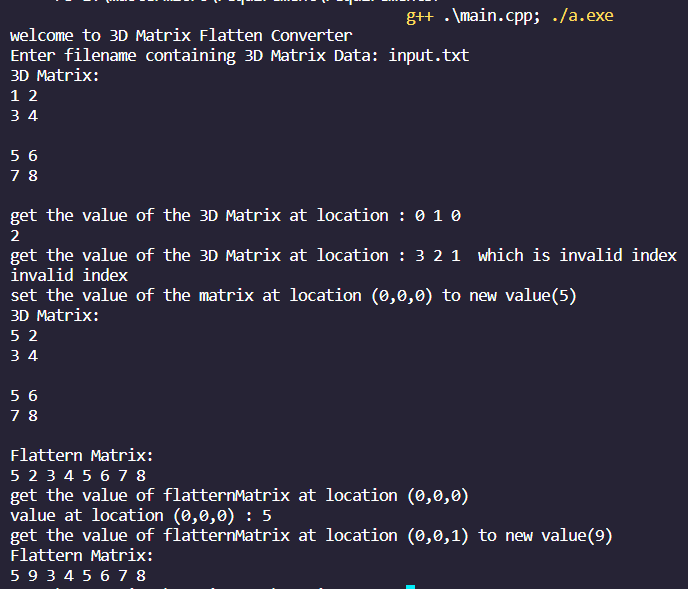 g++ .\main.cpp; ./a.exe
welcome to 3D Matrix Flatten Converter
Enter filename containing 3D Matrix Data: input.txt
3D Matrix:
1 2
3 4
5 6
7 8
get the value of the 3D Matrix at location : 0 1 0
2
get the value of the 3D Matrix at location : 3 2 1  which is invalid index
invalid index
set the value of the matrix at location (0,0,0) to new value(5)
3D Matrix:
5 2
3 4
5 6
7 8
Flattern Matrix:
5 2 3 4 5 6 7 8
get the value of flatternMatrix at location (0,0,0)
value at location (0,0,0) : 5
get the value of flatternMatrix at location (0,0,1) to new value(9)
Flattern Matrix:
5 9 3 4 5 6 7 8